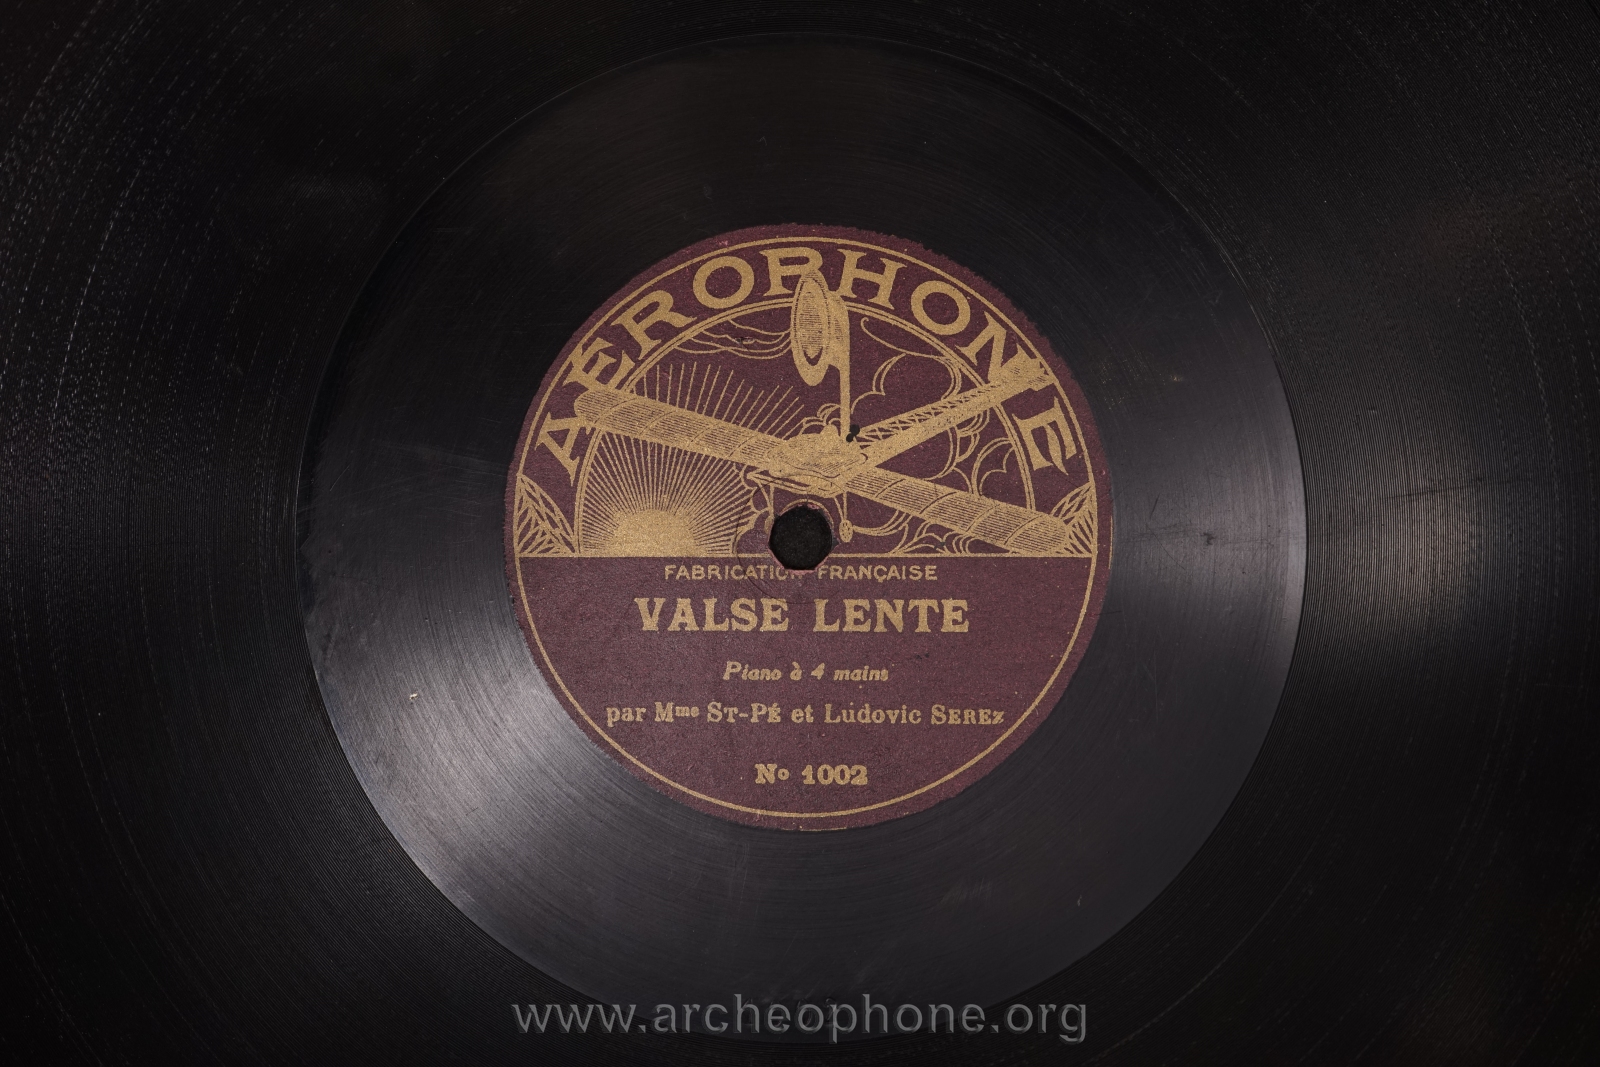 AEROPHONE
FABRICATION FRANÇAISE
VALSE LENTE
Piano à 4 mains
par Mme ST-PÉ et Ludovic SEREZ
No 1002
www.archeophone.org